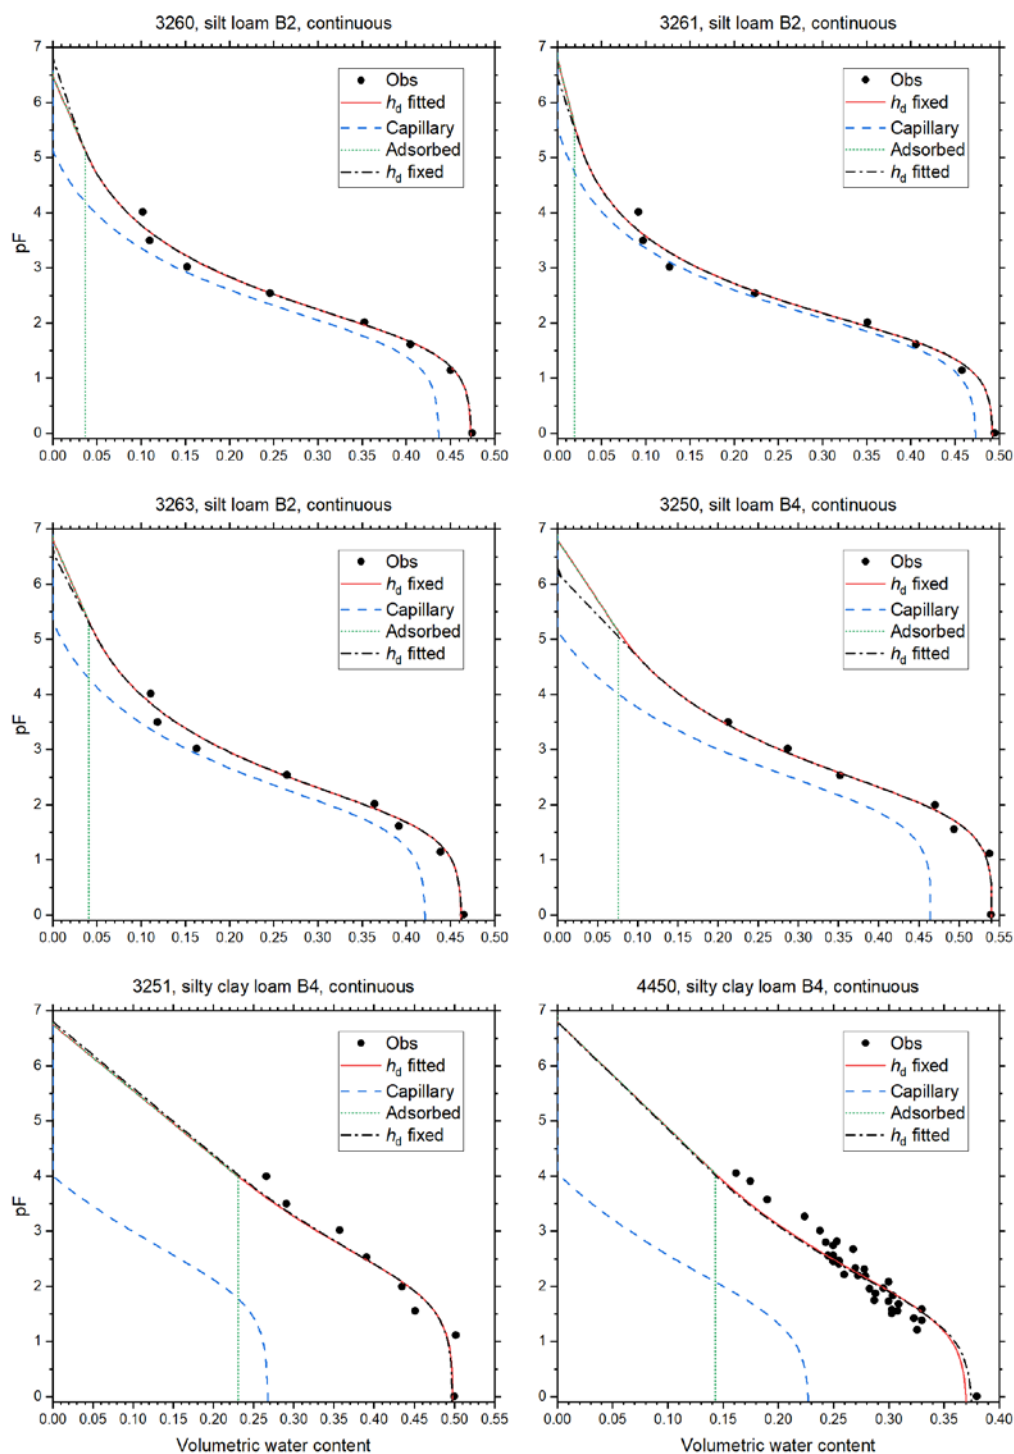 3260, silt loam B2, continuous
7
6
5
4
3
2
1
0
pF
Obs
hd fitted
Capillary
Adsorbed
hd fixed
0.00 0.05 0.10 0.15 0.20 0.25 0.30 0.35 0.40 0.45 0.50
3261, silt loam B2, continuous
7
6
5
4
3
2
1
0
Obs
hd fixed
Capillary
Adsorbed
hd fitted
0.00 0.05 0.10 0.15 0.20 0.25 0.30 0.35 0.40 0.45 0.50
3263, silt loam B2, continuous
7
6
5
4
3
2
1
0
pF
Obs
hd fixed
Capillary
Adsorbed
hd fitted
0.00 0.05 0.10 0.15 0.20 0.25 0.30 0.35 0.40 0.45 0.50
3250, silt loam B4, continuous
7
6
5
4
3
2
1
0
Obs
hd fixed
Capillary
Adsorbed
hd fitted
0.00 0.05 0.10 0.15 0.20 0.25 0.30 0.35 0.40 0.45 0.50 0.55
3251, silty clay loam B4, continuous
7
6
5
4
3
2
1
0
pF
Obs
hd fitted
Capillary
Adsorbed
hd fixed
0.00 0.05 0.10 0.15 0.20 0.25 0.30 0.35 0.40 0.45 0.50 0.55
Volumetric water content
4450, silty clay loam B4, continuous
7
6
5
4
3
2
1
0
Obs
hd fixed
Capillary
Adsorbed
hd fitted
0.00 0.05 0.10 0.15 0.20 0.25 0.30 0.35 0.40
Volumetric water content